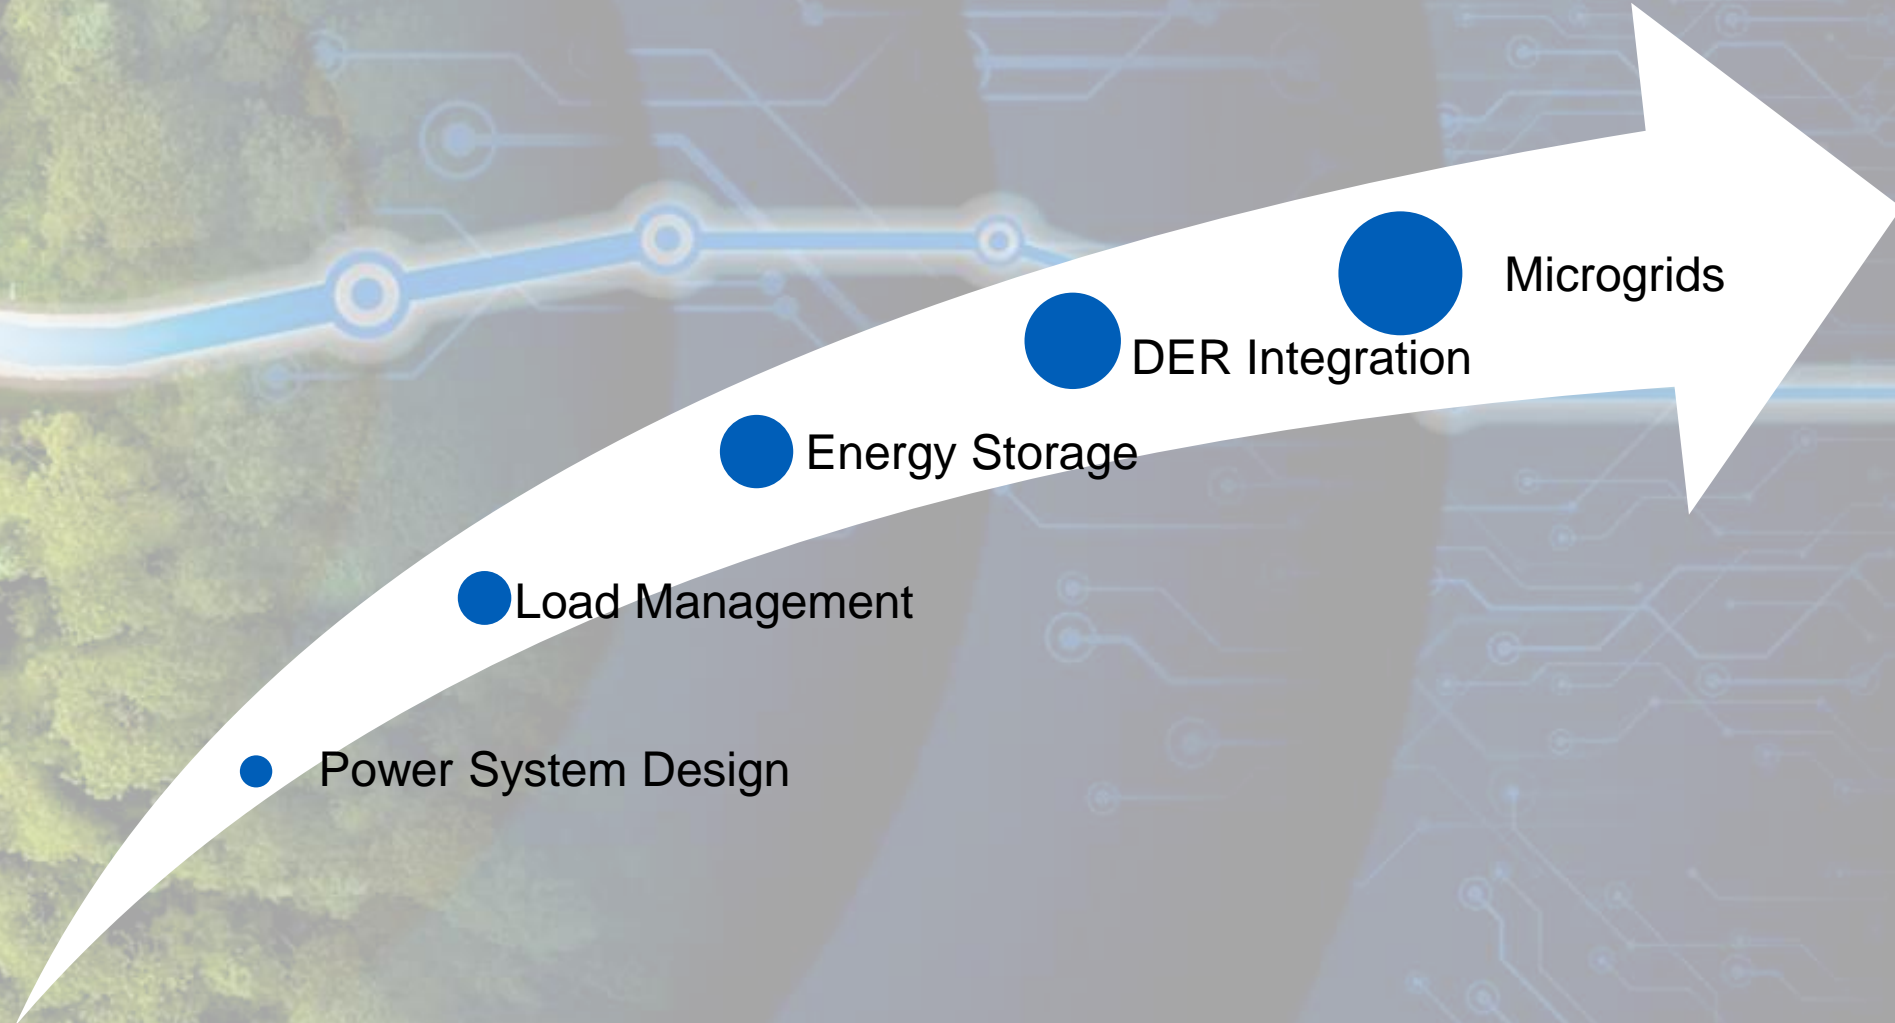 Microgrids
DER Integration
Energy Storage
Load Management
Power System Design